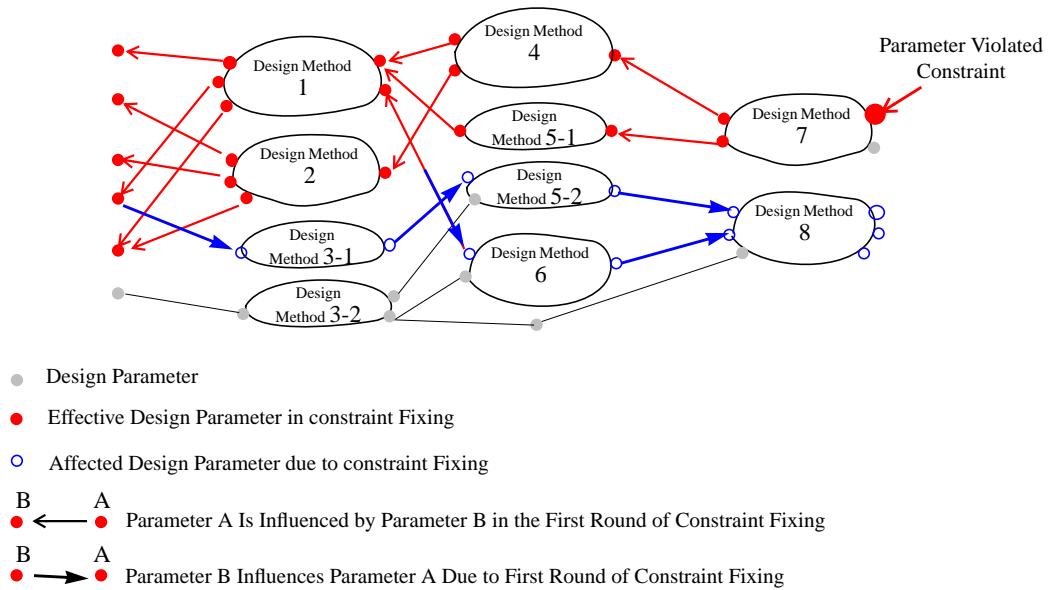 Parameter Violated
Constraint
Design Method
1
Design Method
4
Design
Method 5-1
Design Method
7
Design Method
2
Design
Method 5-2
Design Method
8
Design
Method 3-1
Design Method
6
Design
Method 3-2
Design Parameter
Effective Design Parameter in constraint Fixing
Affected Design Parameter due to constraint Fixing
B A
Parameter A Is Influenced by Parameter B in the First Round of Constraint Fixing
B A
Parameter B Influences Parameter A Due to First Round of Constraint Fixing